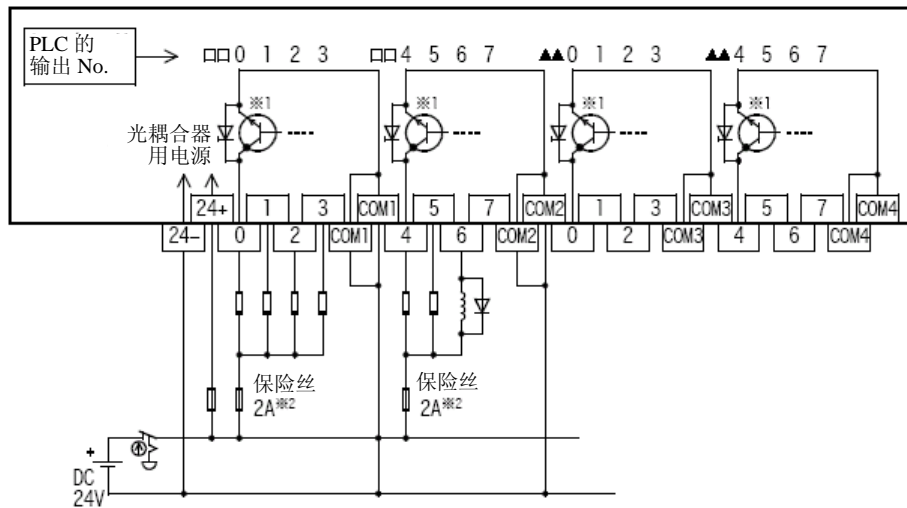 PLC 的
输出 No.
□□0 1 2 3 □□4 5 6 7 ▲▲0 1 2 3 ▲▲4 5 6 7
※1 ※1 ※1 ※1
光耦合器
用电源
24+ 1 3 COM1 5 7 COM2 1 3 COM3 5 7 COM4
24− 0 2 COM1 4 6 COM2 0 2 COM3 4 6 COM4
保险丝 保险丝
2A※2 2A※2
+
DC
24V